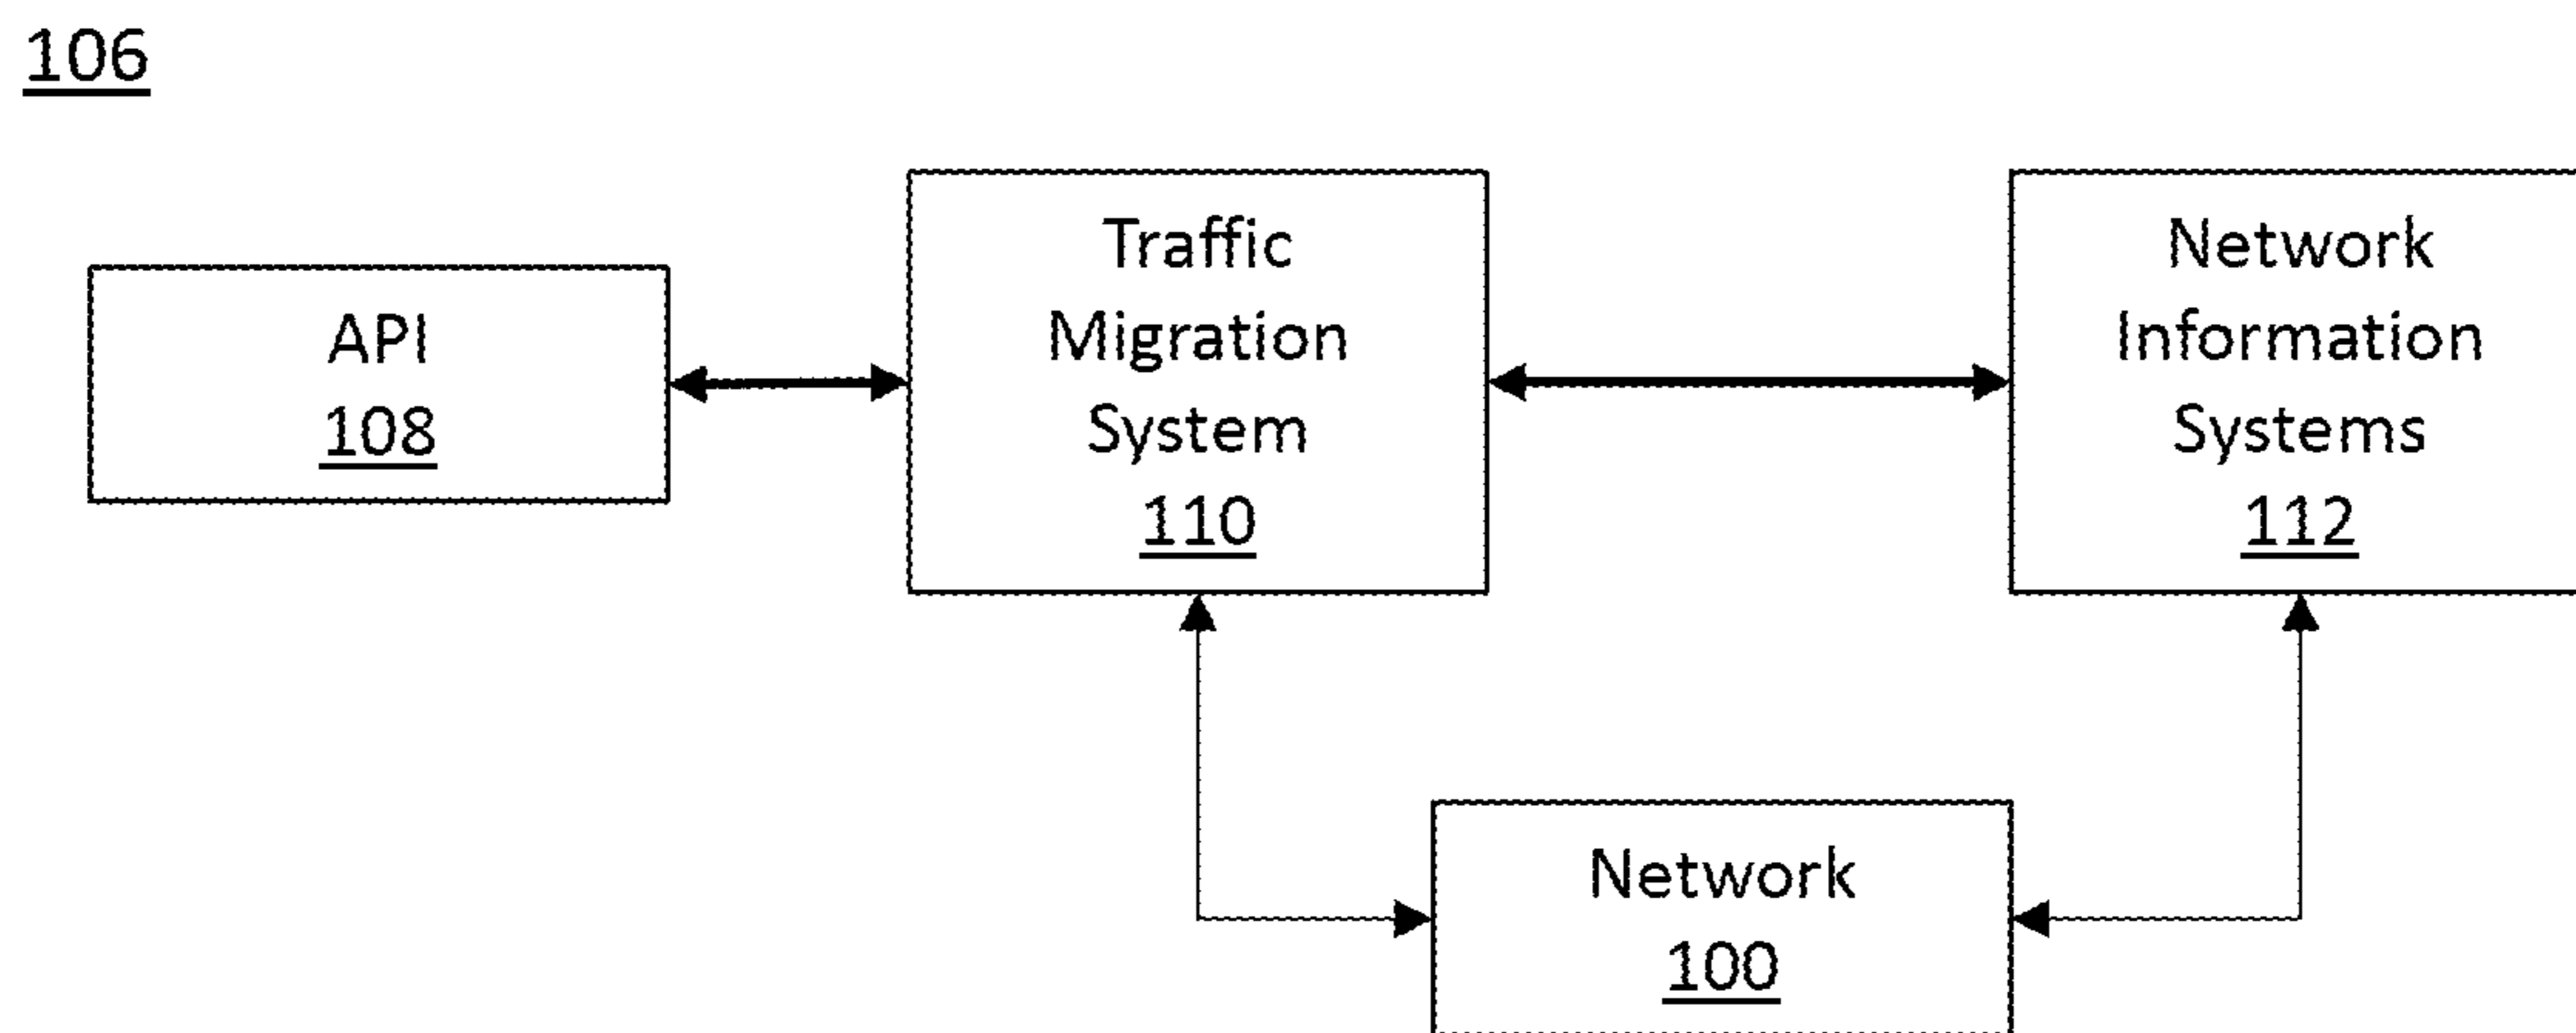 106
API
108
Traffic
Migration
System
110
Network
Information
Systems
112
Network
100